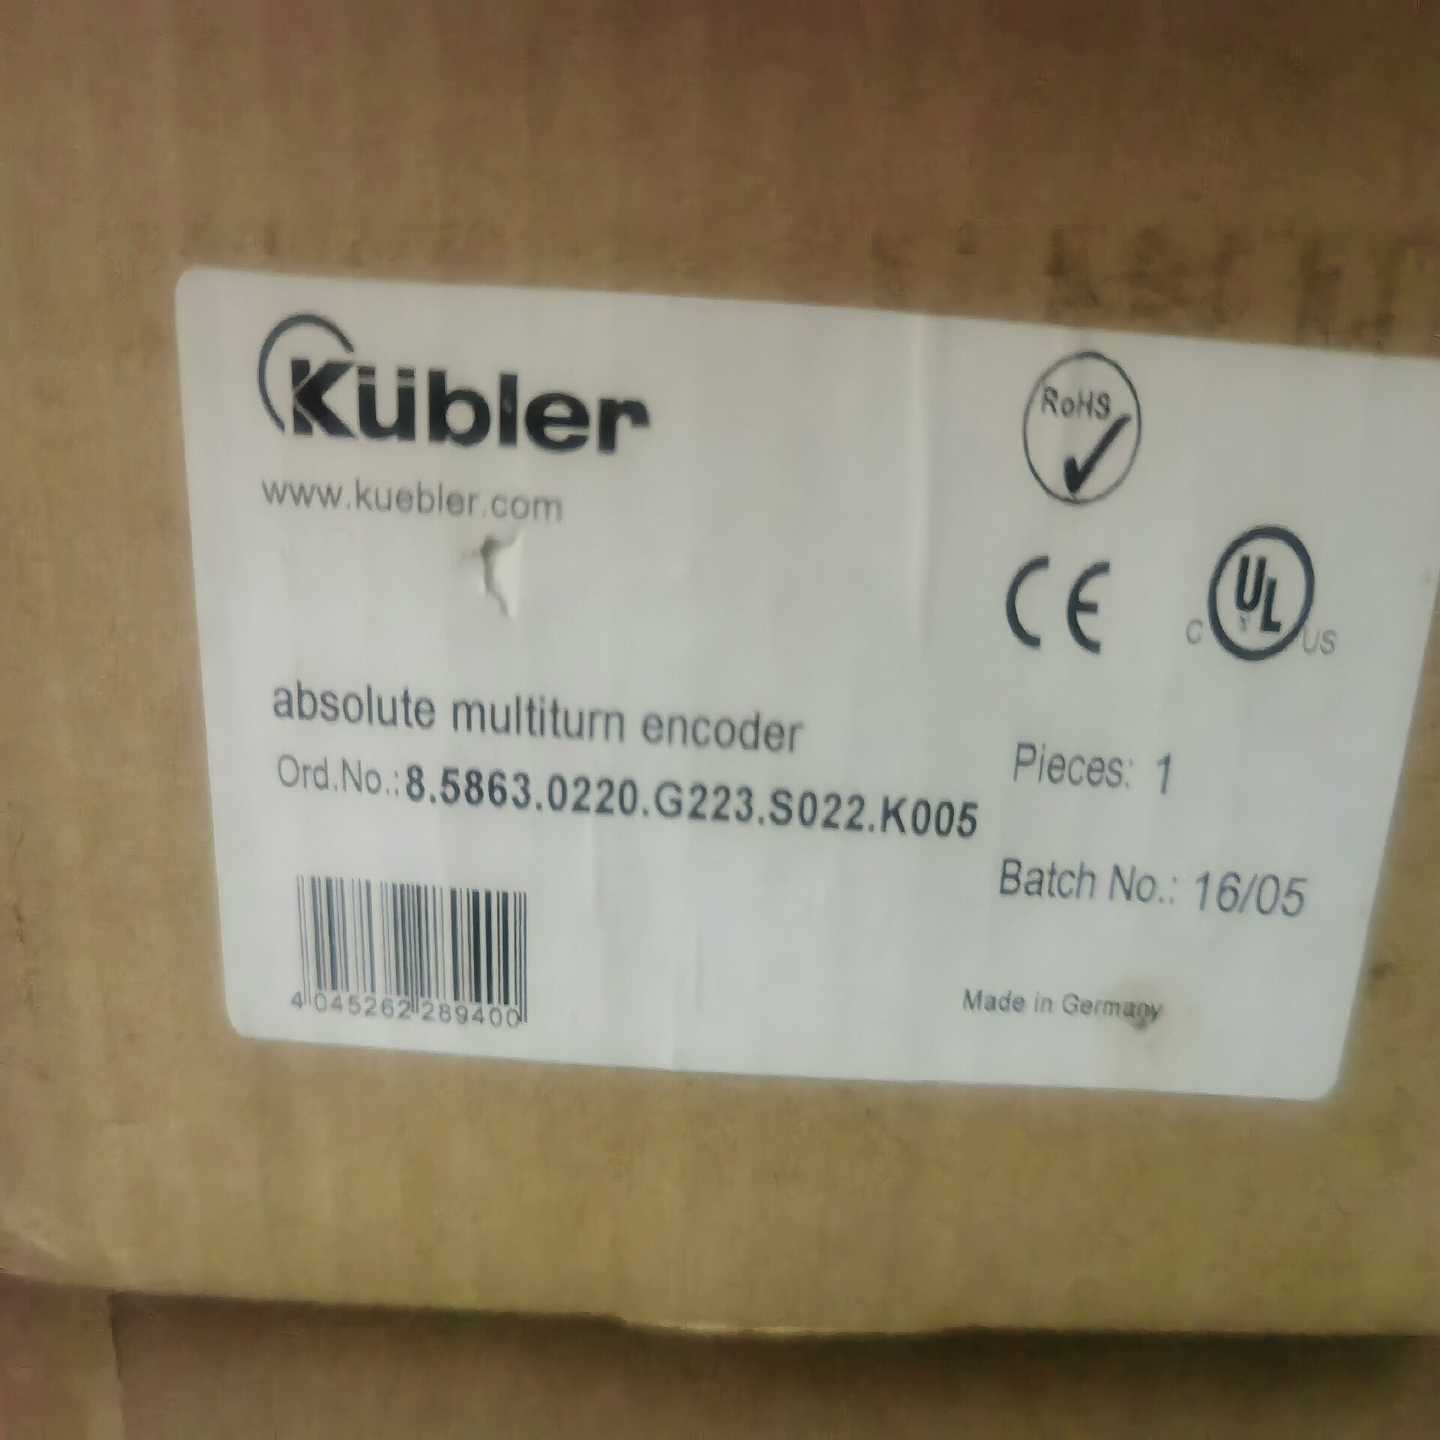 Kübler
www.kuebler.com
RoHS
CE
C UL US
absolute multiturn encoder
Ord.No.:8.5863.0220.G223.S022.K005
Pieces: 1
Batch No.: 16/05
4 045262 289400
Made in Germany